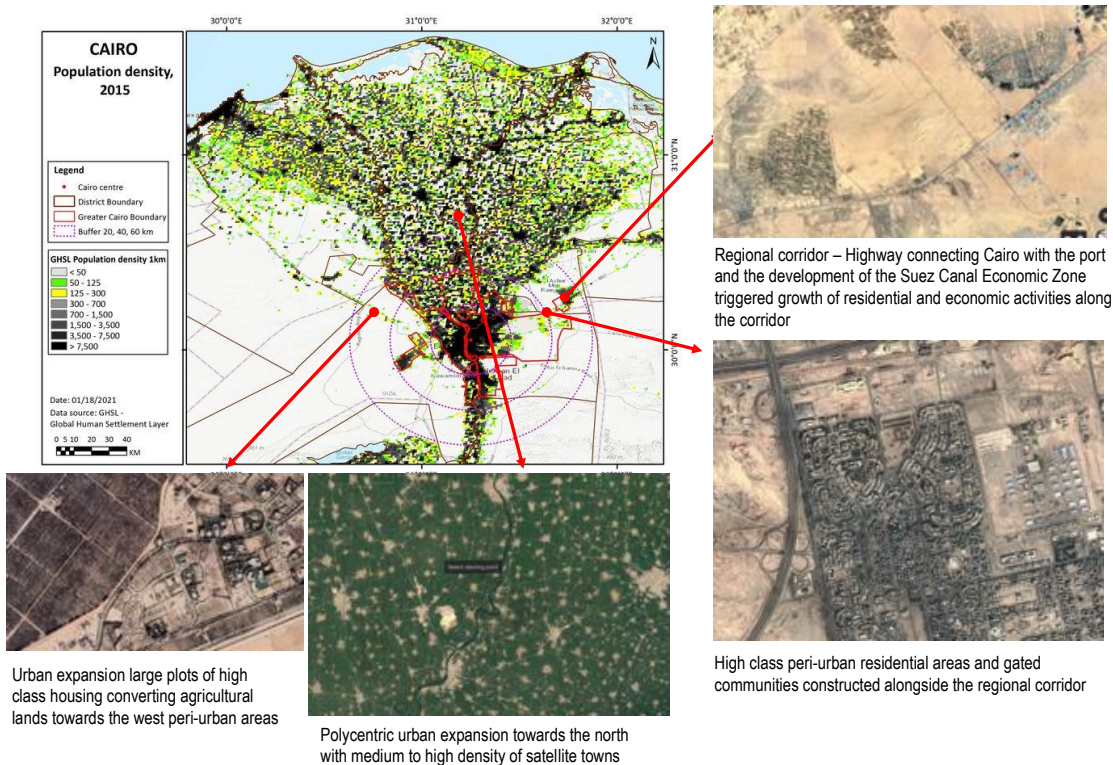 CAIRO
Population density,
2015
Legend
Cairo centre
District Boundary
Greater Cairo Boundary
Buffer 20, 40, 60 km
GHSL Population density 1km
< 50
50 - 125
125 - 300
300 - 700
700 - 1,500
1,500 - 3,500
3,500 - 7,500
> 7,500
Date: 01/18/2021
Data source: GHSL -
Global Human Settlement Layer
0 5 10 20 30 40
KM
30°0'0"E
31°0'0"E
32°0'0"E
N
31°0'0"N
30°0'0"N
GIZA
Regional corridor – Highway connecting Cairo with the port
and the development of the Suez Canal Economic Zone
triggered growth of residential and economic activities along
the corridor
High class peri-urban residential areas and gated
communities constructed alongside the regional corridor
Urban expansion large plots of high
class housing converting agricultural
lands towards the west peri-urban areas
Polycentric urban expansion towards the north
with medium to high density of satellite towns